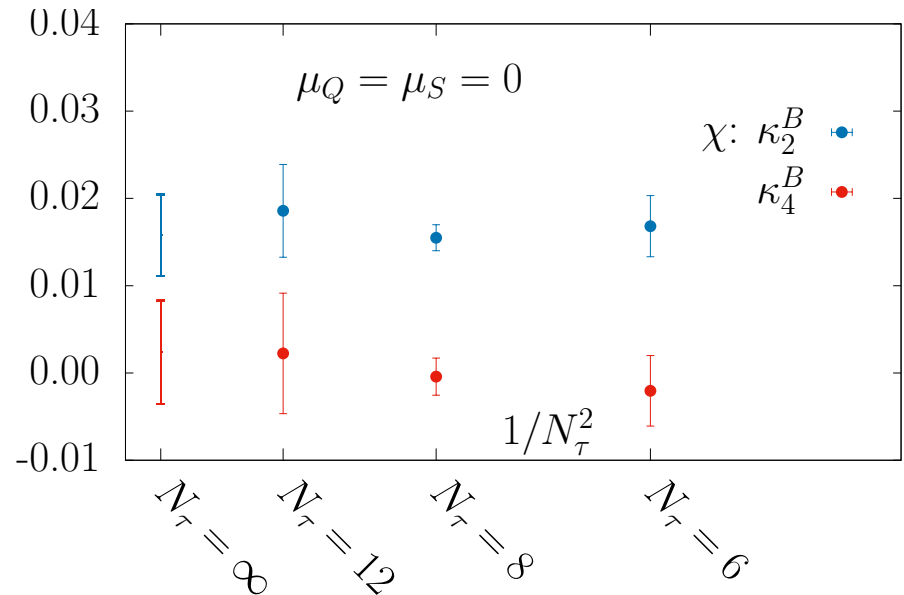 0.04
μ_Q = μ_S = 0
0.03
χ: κ_2^B
0.02
κ_4^B
0.01
0.00
1/N_τ^2
-0.01
N_τ = ∞
N_τ = 12
N_τ = 8
N_τ = 6